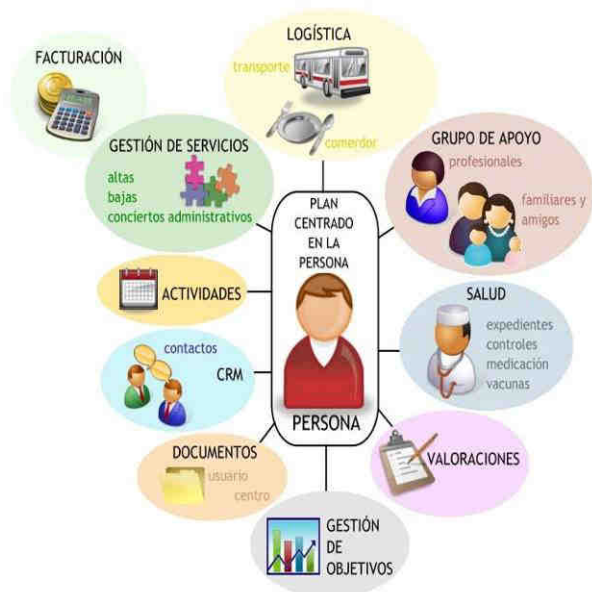 LOGÍSTICA
transporte
comerdor
FACTURACIÓN
GESTIÓN DE SERVICIOS
altas
bajas
conciertos administrativos
GRUPO DE APOYO
profesionales
familiares y
amigos
PLAN
CENTRADO
EN LA
PERSONA
PERSONA
ACTIVIDADES
SALUD
expedientes
controles
medicación
vacunas
contactos
CRM
DOCUMENTOS
usuario
centro
VALORACIONES
GESTIÓN
DE
OBJETIVOS